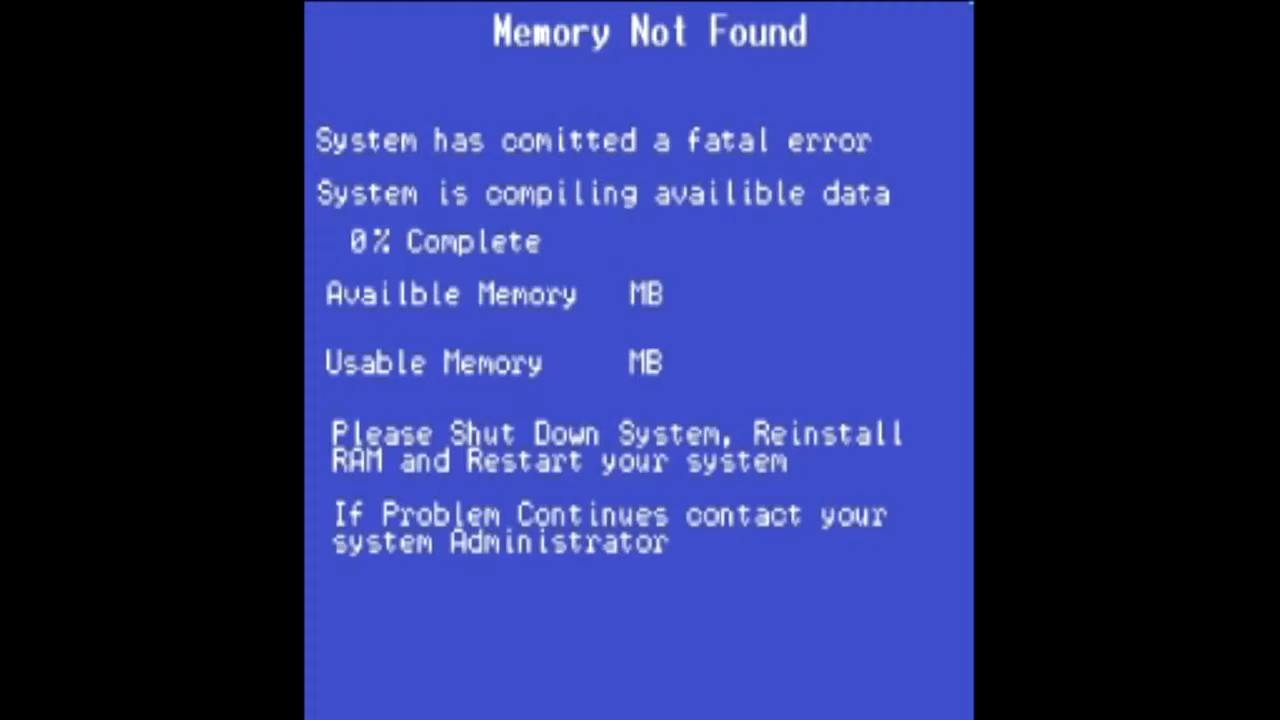 Memory Not Found
System has comitted a fatal error
System is compiling availible data
0% Complete
Availble Memory MB
Usable Memory MB
Please Shut Down System, Reinstall
RAM and Restart your system
If Problem Continues contact your
system Administrator